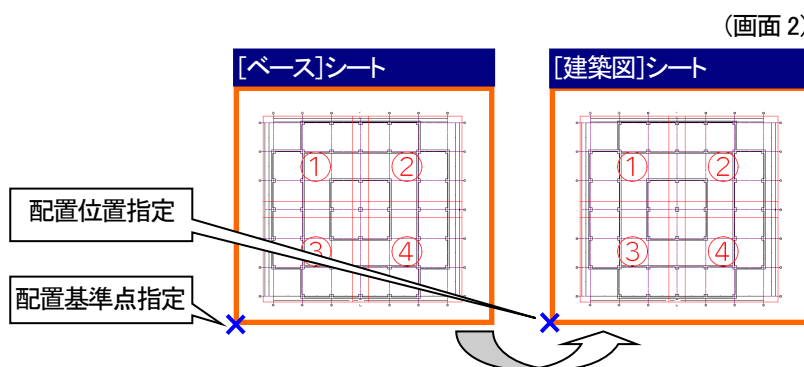 (画面 2)
[ベース]シート
[建築図]シート
① ②
① ②
配置位置指定
③ ④
③ ④
配置基準点指定